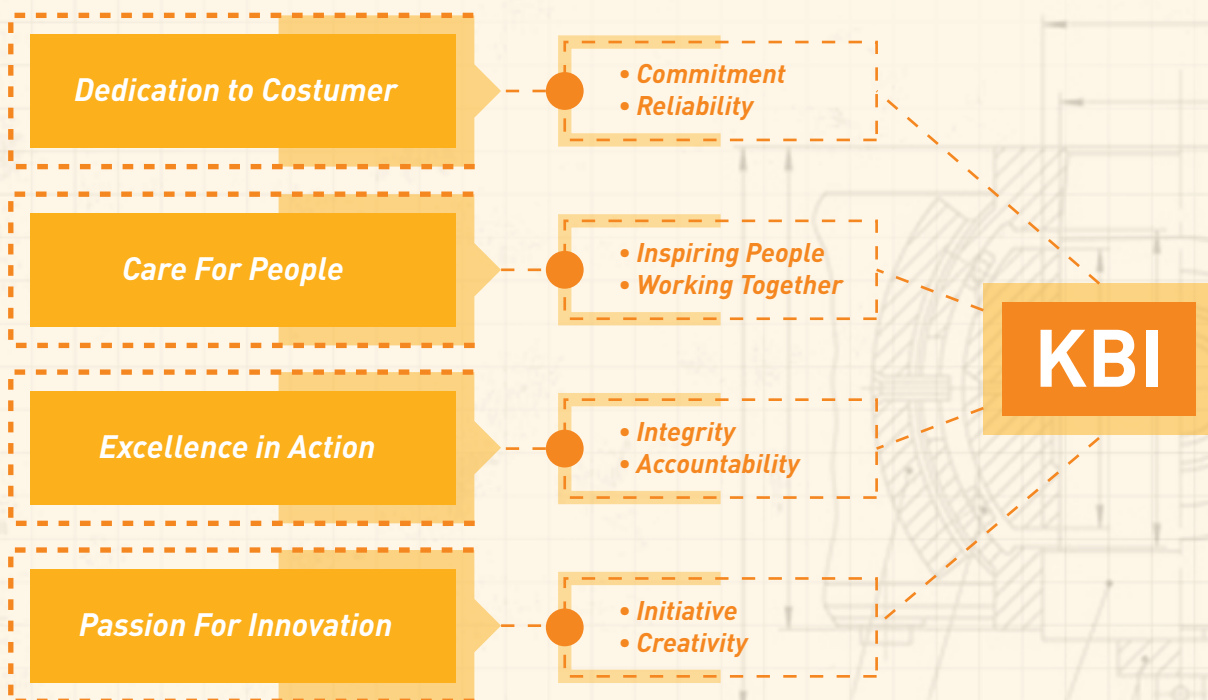 Dedication to Costumer
• Commitment
• Reliability
Care For People
• Inspiring People
• Working Together
KBI
Excellence in Action
• Integrity
• Accountability
Passion For Innovation
• Initiative
• Creativity